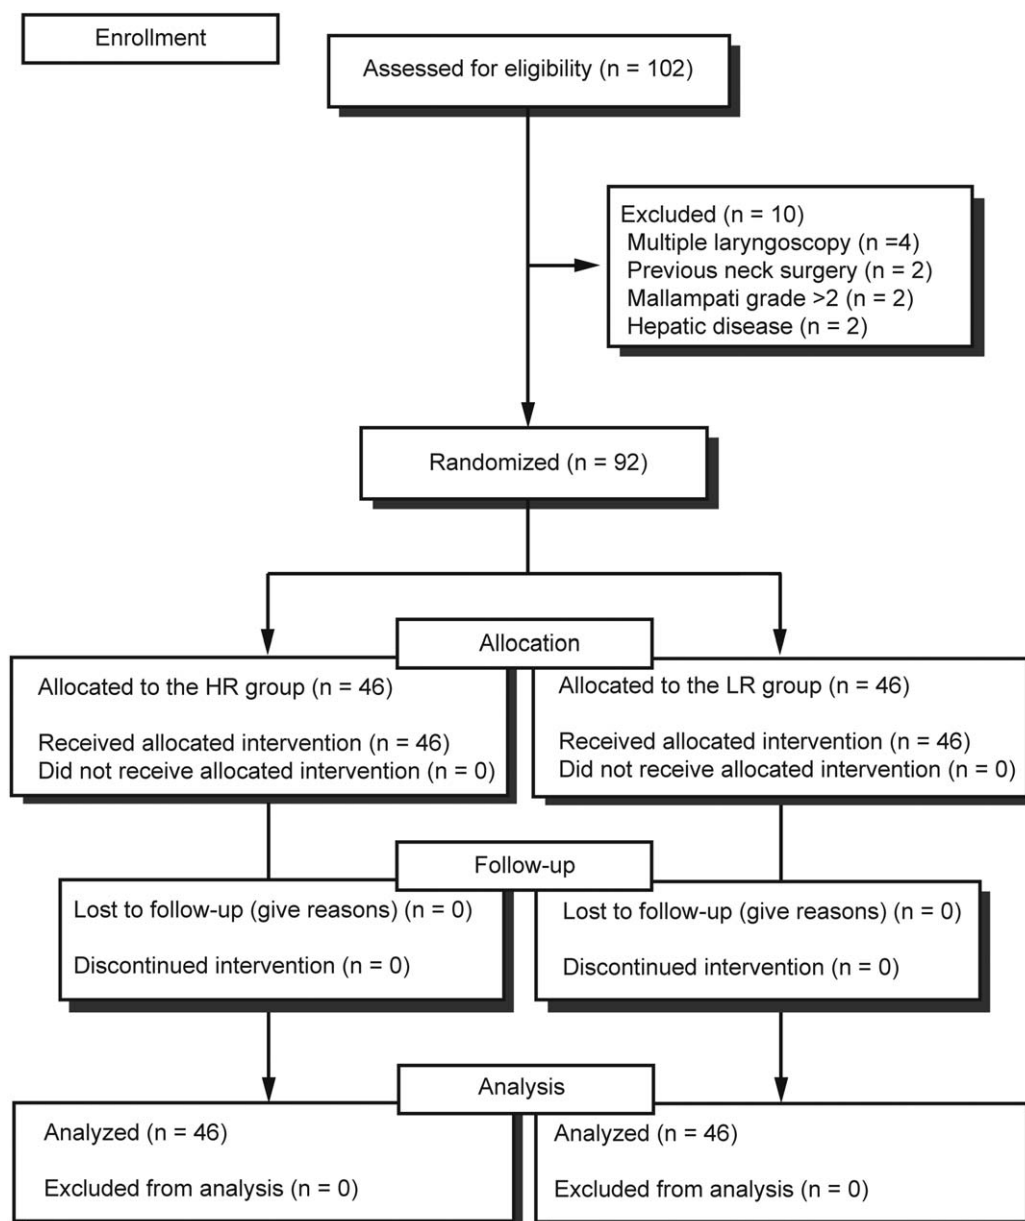 Enrollment
Assessed for eligibility (n = 102)
Excluded (n = 10)
Multiple laryngoscopy (n =4)
Previous neck surgery (n = 2)
Mallampati grade >2 (n = 2)
Hepatic disease (n = 2)
Randomized (n = 92)
Allocation
Allocated to the HR group (n = 46)
Received allocated intervention (n = 46)
Did not receive allocated intervention (n = 0)
Allocated to the LR group (n = 46)
Received allocated intervention (n = 46)
Did not receive allocated intervention (n = 0)
Follow-up
Lost to follow-up (give reasons) (n = 0)
Discontinued intervention (n = 0)
Lost to follow-up (give reasons) (n = 0)
Discontinued intervention (n = 0)
Analysis
Analyzed (n = 46)
Excluded from analysis (n = 0)
Analyzed (n = 46)
Excluded from analysis (n = 0)